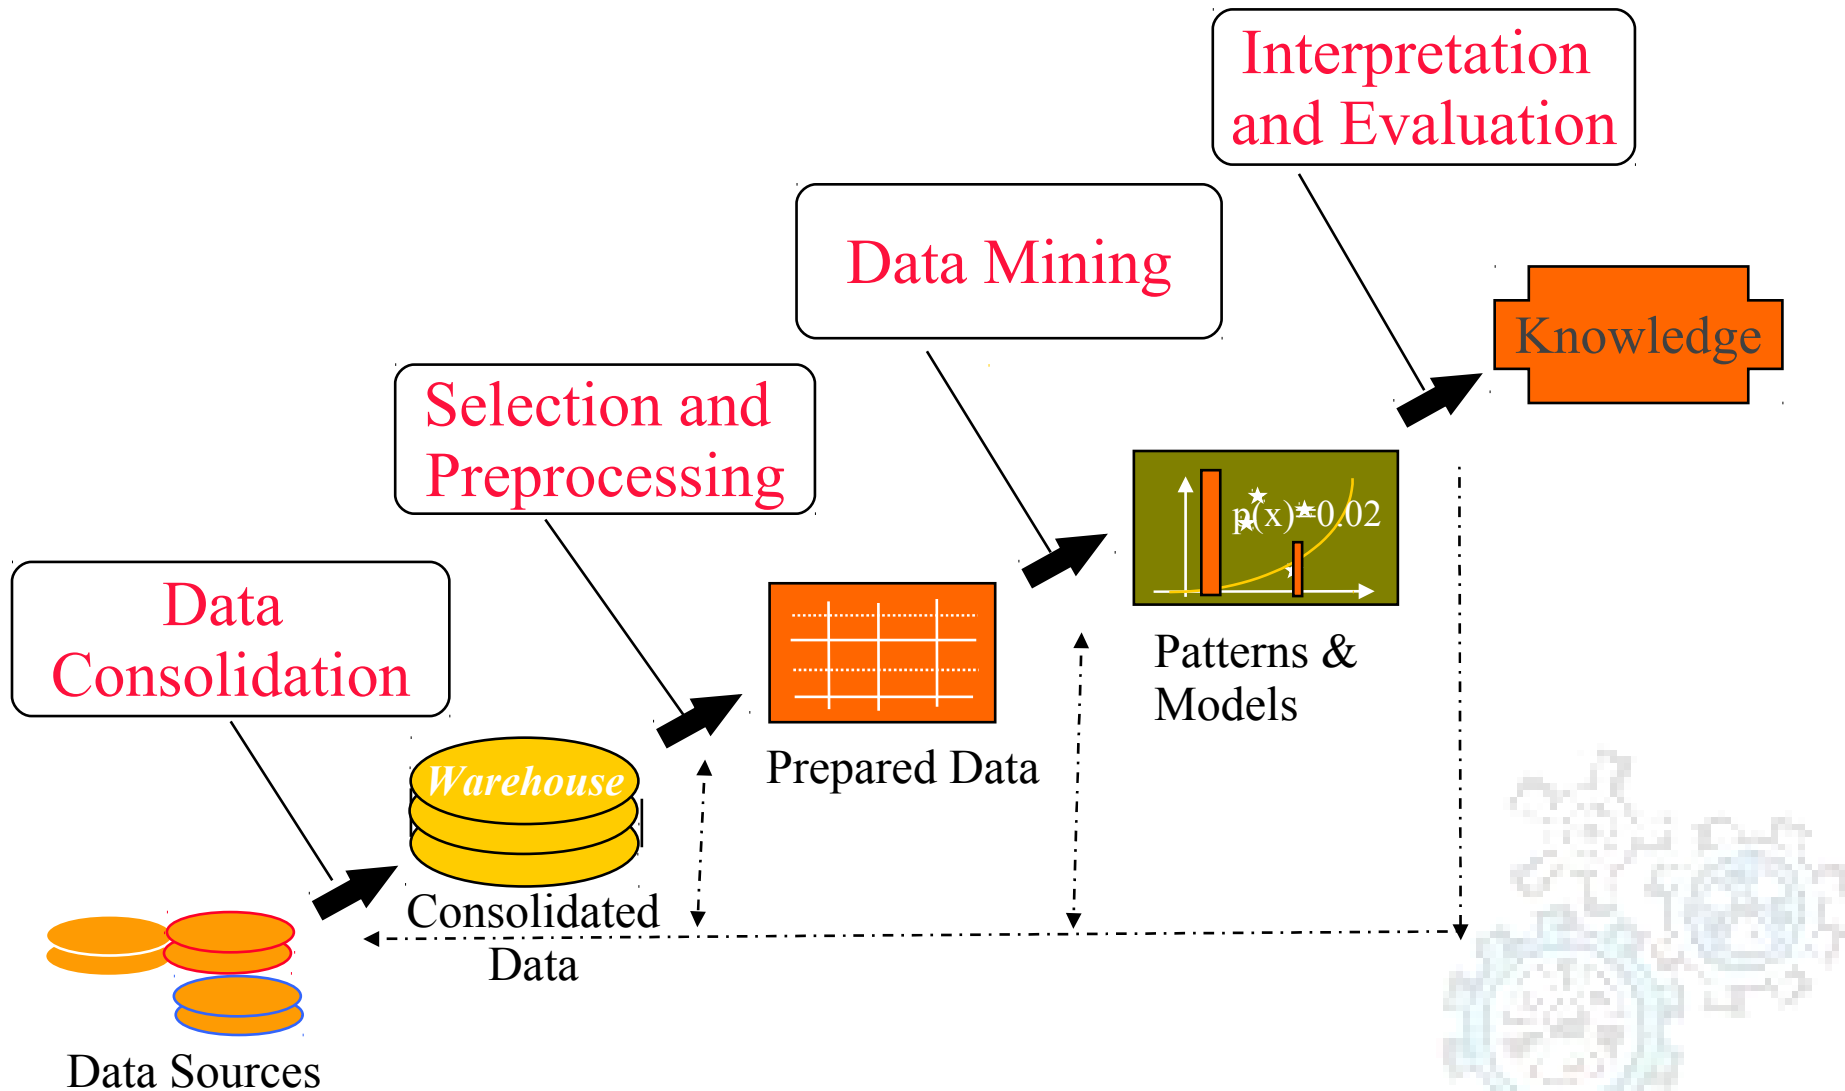 Interpretation
and Evaluation
Data Mining
Knowledge
Selection and
Preprocessing
p(x)=0.02
Data
Consolidation
Patterns &
Models
Warehouse
Prepared Data
Consolidated
Data
Data Sources